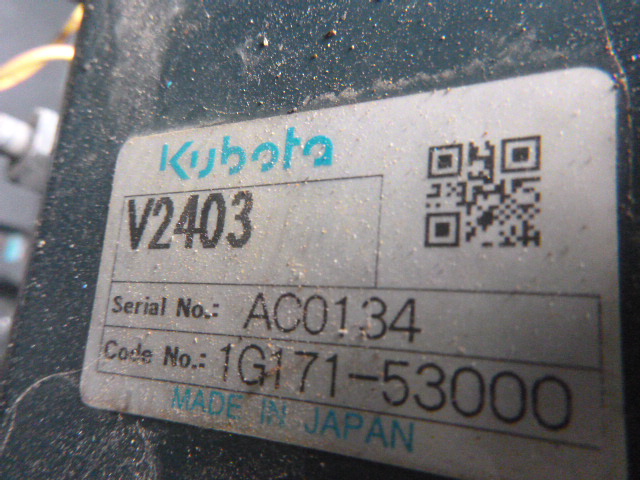 Kubota
V2403
Serial No.: AC0134
Code No.: 1G171-53000
MADE IN JAPAN